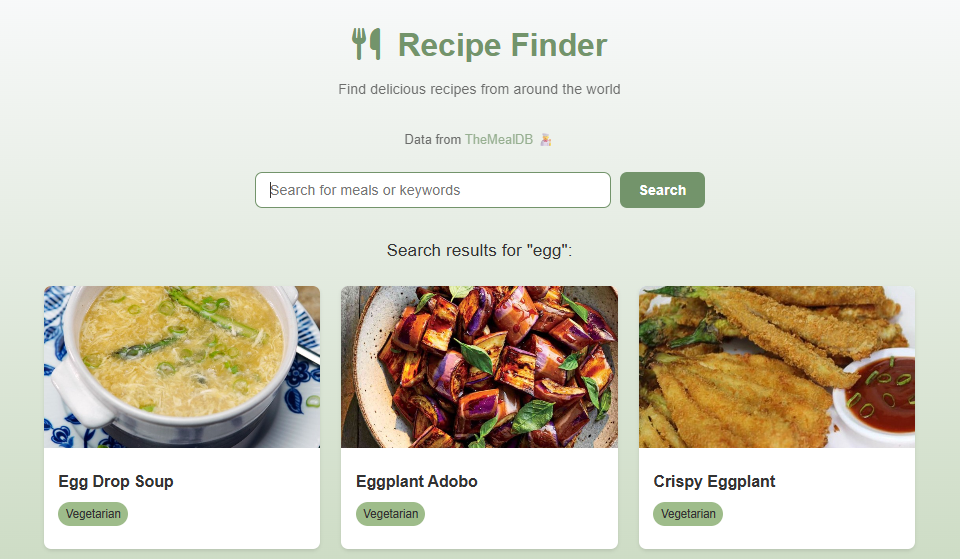 Recipe Finder
Find delicious recipes from around the world
Data from TheMealDB
Search for meals or keywords
Search
Search results for "egg":
Egg Drop Soup
Vegetarian
Eggplant Adobo
Vegetarian
Crispy Eggplant
Vegetarian